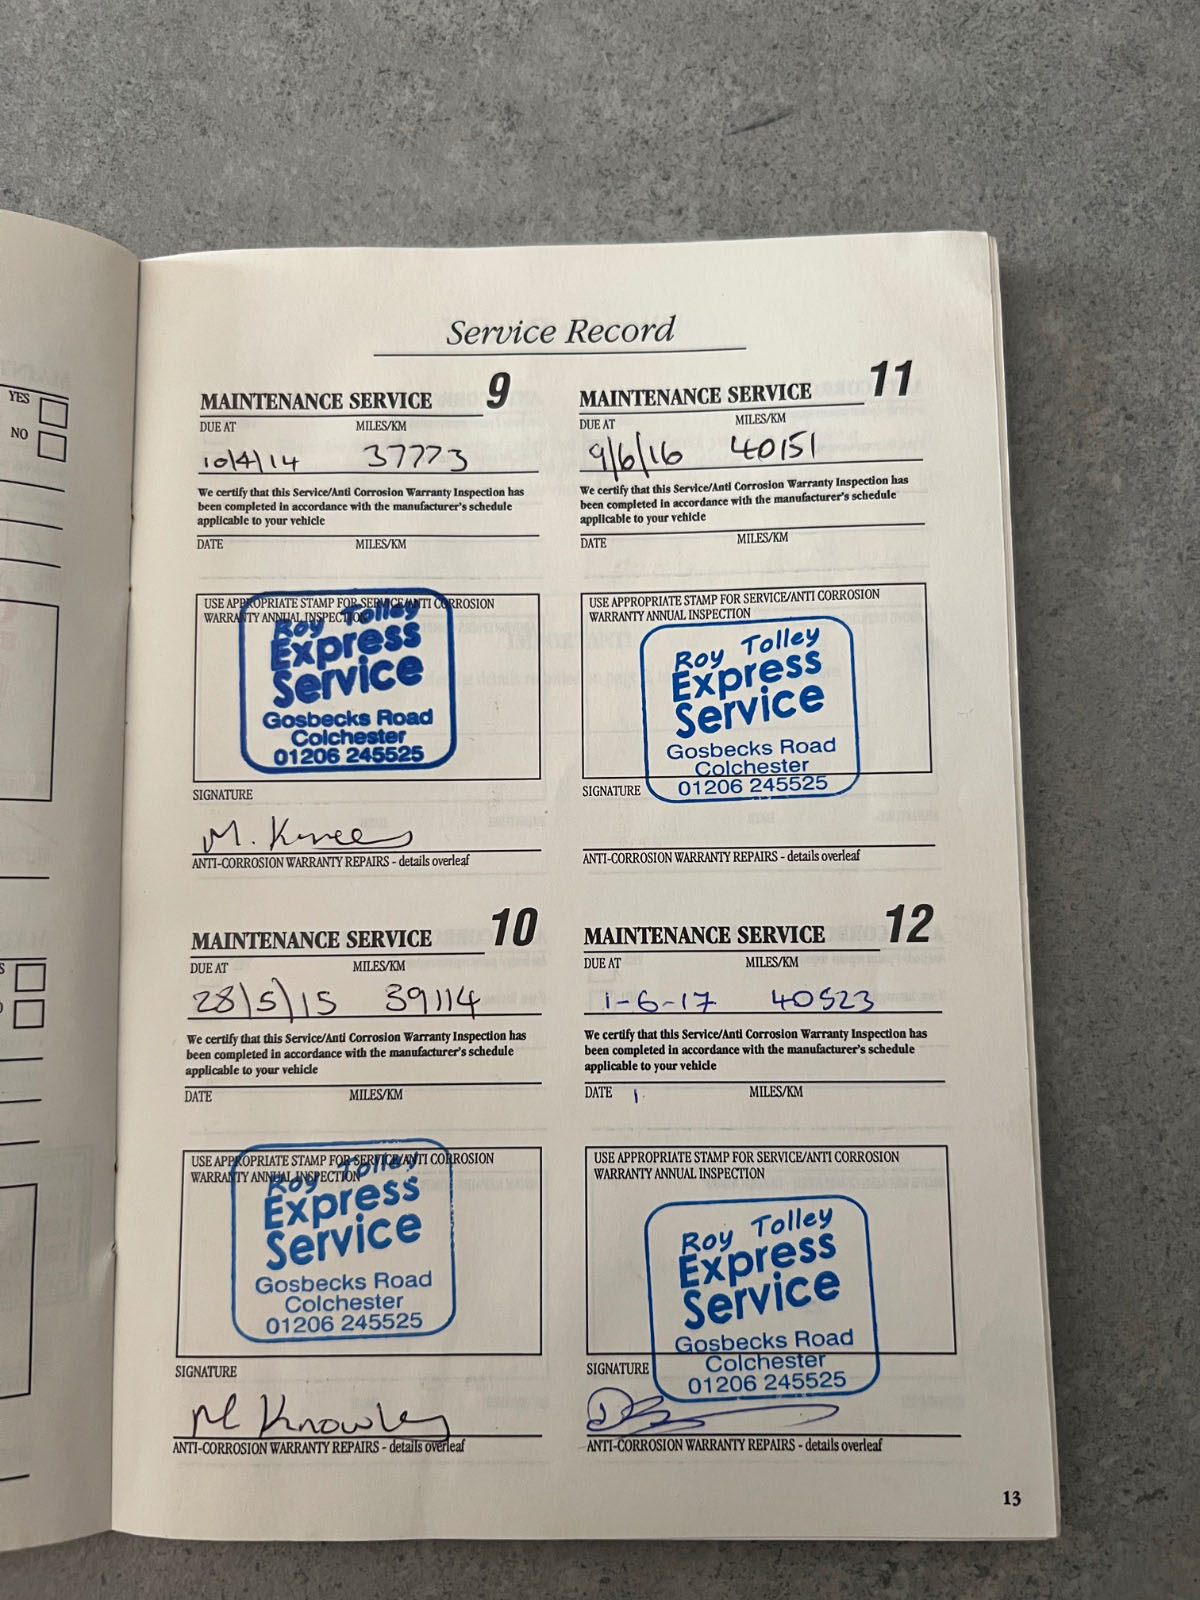 YES
NO
Service Record
MAINTENANCE SERVICE 9
DUE AT MILES/KM
10/4/14 37773
We certify that this Service/Anti Corrosion Warranty Inspection has
been completed in accordance with the manufacturer's schedule
applicable to your vehicle
DATE MILES/KM
USE APPROPRIATE STAMP FOR SERVICE/ANTI CORROSION
WARRANTY ANNUAL INSPECTION
Roy Tolley
Express
Service
Gosbecks Road
Colchester
01206 245525
SIGNATURE
ANTI-CORROSION WARRANTY REPAIRS - details overleaf
MAINTENANCE SERVICE 10
DUE AT MILES/KM
28/5/15 39114
We certify that this Service/Anti Corrosion Warranty Inspection has
been completed in accordance with the manufacturer's schedule
applicable to your vehicle
DATE MILES/KM
USE APPROPRIATE STAMP FOR SERVICE/ANTI CORROSION
WARRANTY ANNUAL INSPECTION
Roy Tolley
Express
Service
Gosbecks Road
Colchester
01206 245525
SIGNATURE
M Knowley
ANTI-CORROSION WARRANTY REPAIRS - details overleaf
MAINTENANCE SERVICE 11
DUE AT MILES/KM
9/6/16 40151
We certify that this Service/Anti Corrosion Warranty Inspection has
been completed in accordance with the manufacturer's schedule
applicable to your vehicle
DATE MILES/KM
USE APPROPRIATE STAMP FOR SERVICE/ANTI CORROSION
WARRANTY ANNUAL INSPECTION
Roy Tolley
Express
Service
Gosbecks Road
Colchester
01206 245525
SIGNATURE
ANTI-CORROSION WARRANTY REPAIRS - details overleaf
MAINTENANCE SERVICE 12
DUE AT MILES/KM
1-6-17 40523
We certify that this Service/Anti Corrosion Warranty Inspection has
been completed in accordance with the manufacturer's schedule
applicable to your vehicle
DATE MILES/KM
USE APPROPRIATE STAMP FOR SERVICE/ANTI CORROSION
WARRANTY ANNUAL INSPECTION
Roy Tolley
Express
Service
Gosbecks Road
Colchester
01206 245525
SIGNATURE
ANTI-CORROSION WARRANTY REPAIRS - details overleaf
13